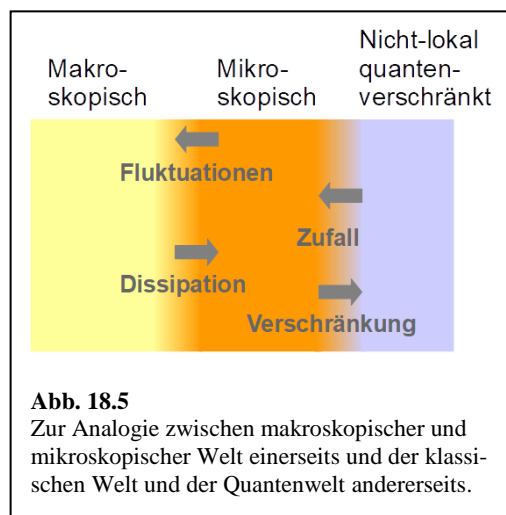 Makro-
skopisch
Mikro-
skopisch
Nicht-lokal
quanten-
verschränkt
Fluktuationen
Zufall
Dissipation
Verschränkung
Abb. 18.5
Zur Analogie zwischen makroskopischer und
mikroskopischer Welt einerseits und der klassi-
schen Welt und der Quantenwelt andererseits.